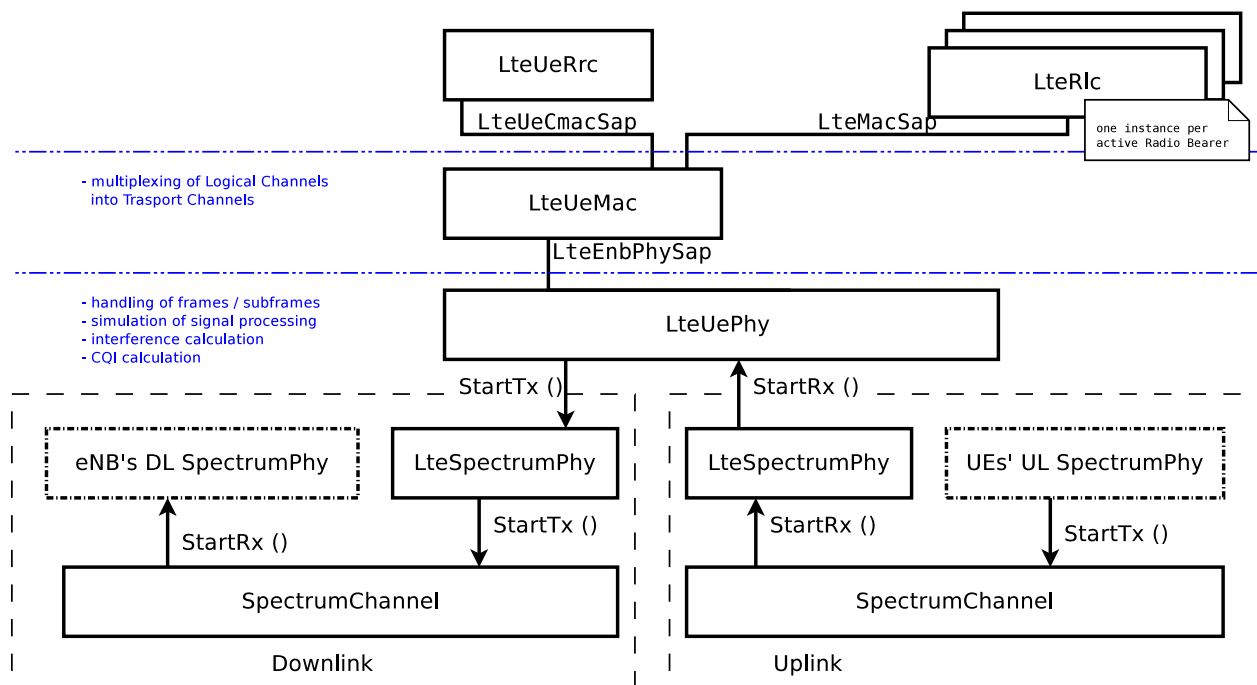 LteUeRrc
LteRlc
LteUeCmacSap
LteMacSap
one instance per
active Radio Bearer
- multiplexing of Logical Channels
into Trasport Channels
LteUeMac
LteEnbPhySap
- handling of frames / subframes
- simulation of signal processing
- interference calculation
- CQI calculation
LteUePhy
StartTx ()
StartRx ()
eNB's DL SpectrumPhy
LteSpectrumPhy
LteSpectrumPhy
UEs' UL SpectrumPhy
StartRx ()
StartTx ()
StartRx ()
StartTx ()
SpectrumChannel
SpectrumChannel
Downlink
Uplink